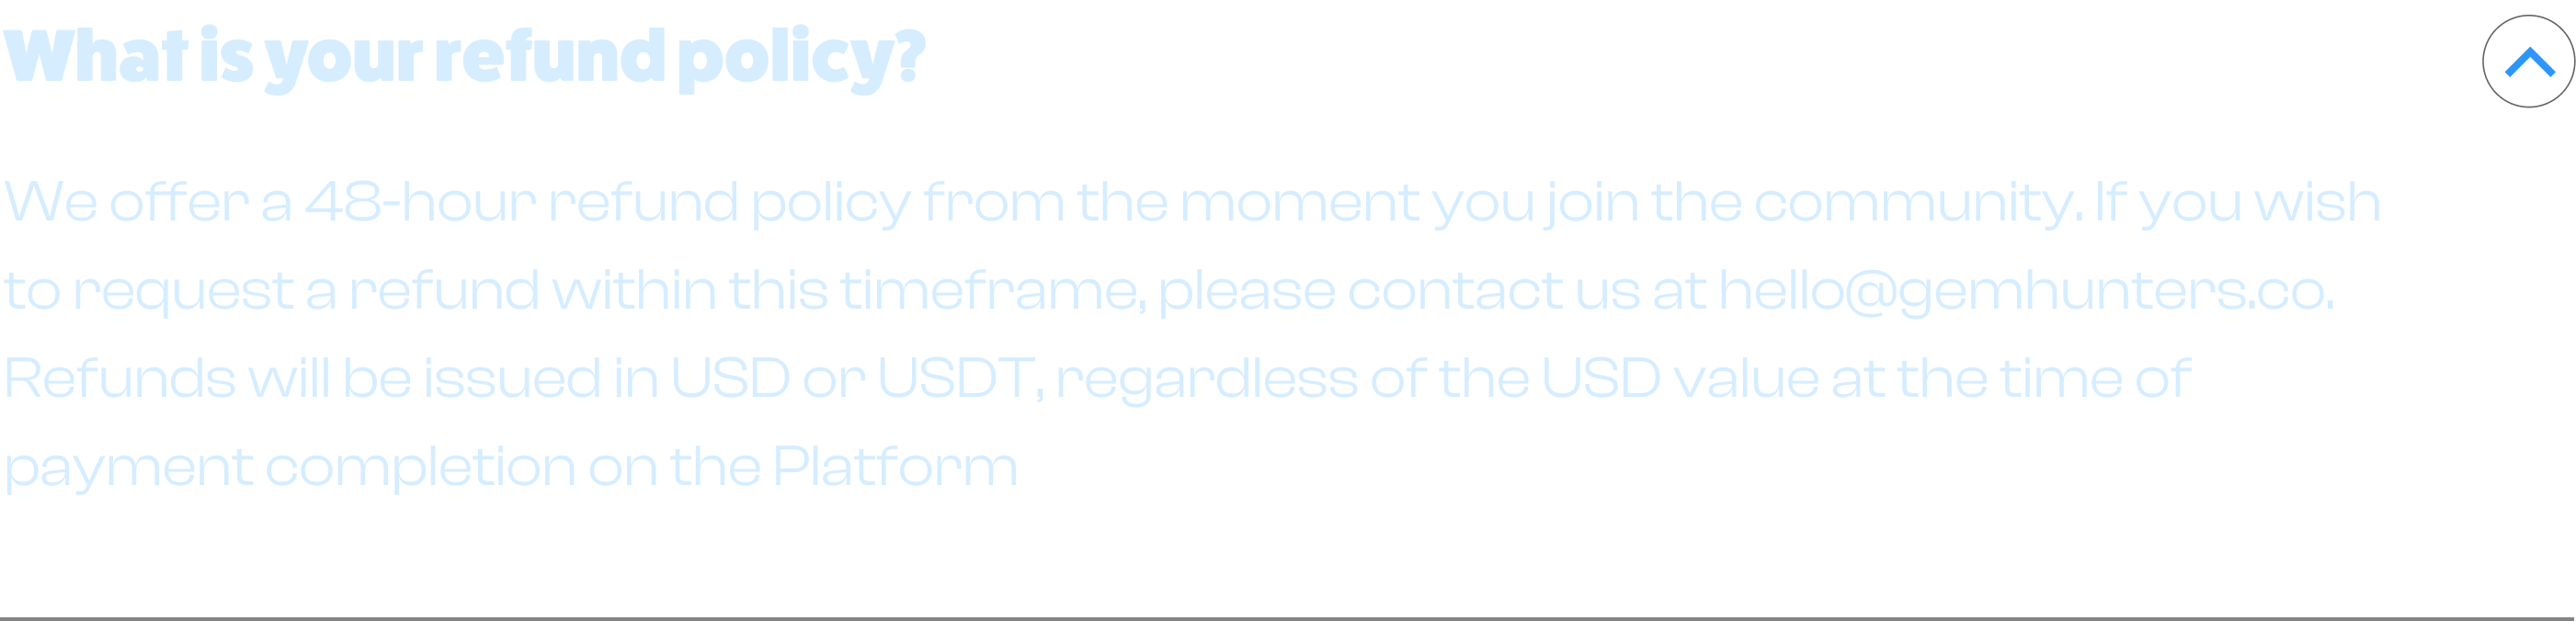 What is your refund policy?
We offer a 48-hour refund policy from the moment you join the community. If you wish
to request a refund within this timeframe, please contact us at hello@gemhunters.co.
Refunds will be issued in USD or USDT, regardless of the USD value at the time of
payment completion on the Platform